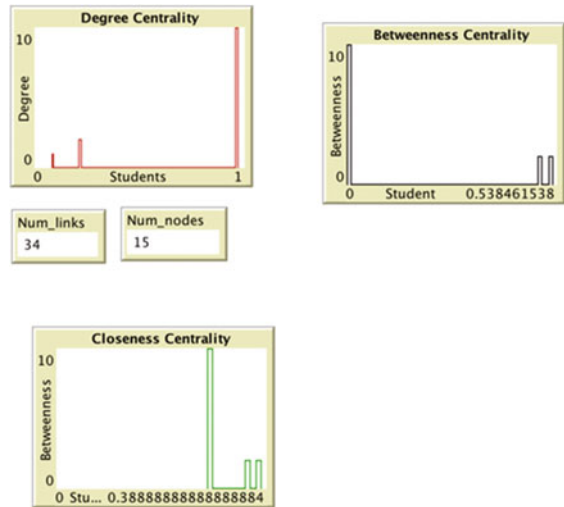 Degree Centrality
10
Degree
0
0 Students 1
Betweenness Centrality
10
Betweenness
0
0 Student 0.538461538
Num_links
34
Num_nodes
15
Closeness Centrality
10
Betweenness
0
0 Stu... 0.38888888888888884